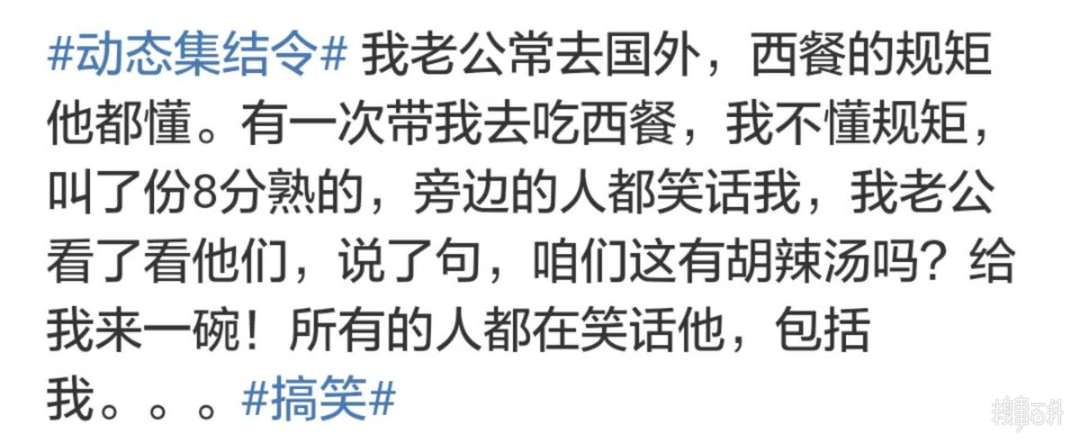 #动态集结令# 我老公常去国外，西餐的规矩
他都懂。有一次带我去吃西餐，我不懂规矩，
叫了份8分熟的，旁边的人都笑话我，我老公
看了看他们，说了句，咱们这有胡辣汤吗？给
我来一碗！所有的人都在笑话他，包括
我。。。#搞笑#